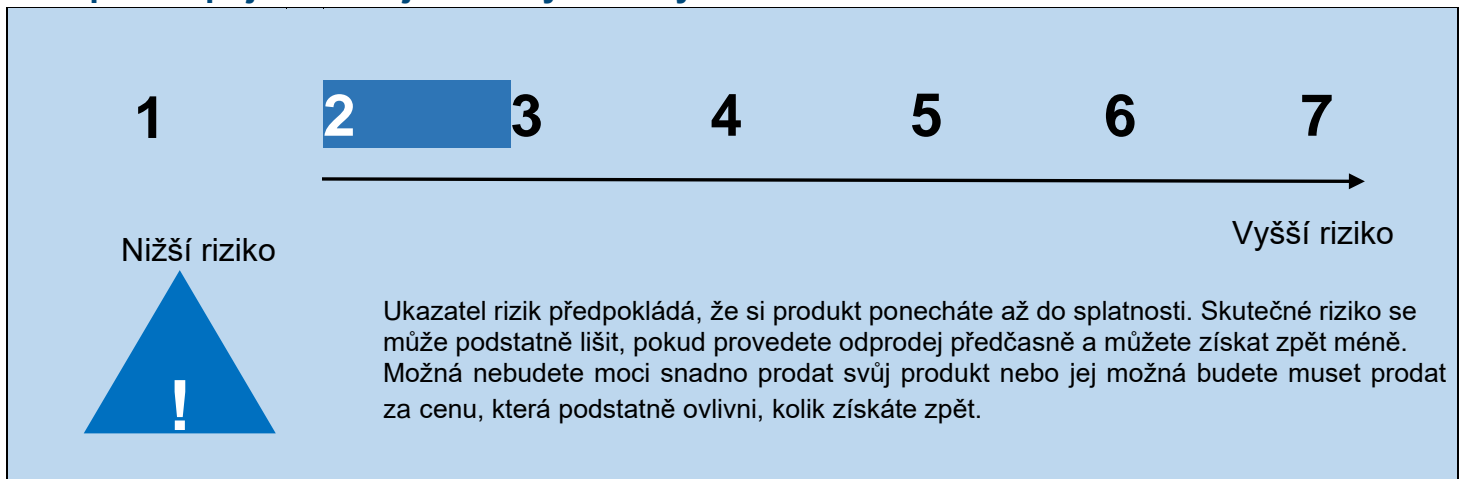 1 2 3 4 5 6 7
Vyšší riziko
Nižší riziko
Ukazatel rizik předpokládá, že si produkt ponecháte až do splatnosti. Skutečné riziko se
může podstatně lišit, pokud provedete odprodej předčasně a můžete získat zpět méně.
Možná nebudete moci snadno prodat svůj produkt nebo jej možná budete muset prodat
za cenu, která podstatně ovlivni, kolik získáte zpět.
!